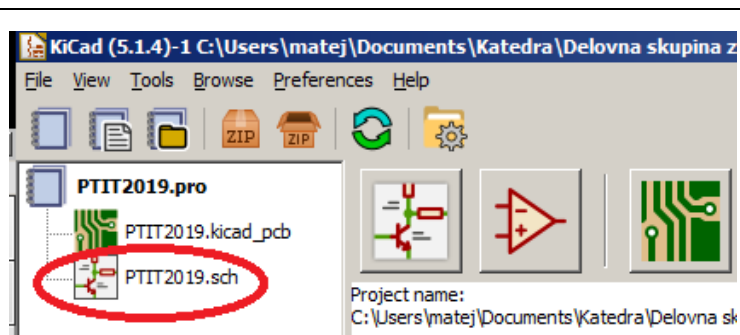 KiCad (5.1.4)-1 C:\Users\matej\Documents\Katedra\Delovna skupina z
File View Tools Browse Preferences Help
ZIP ZIP
PTIT2019.pro
PTIT2019.kicad_pcb
PTIT2019.sch
Project name:
C:\Users\matej\Documents\Katedra\Delovna sk